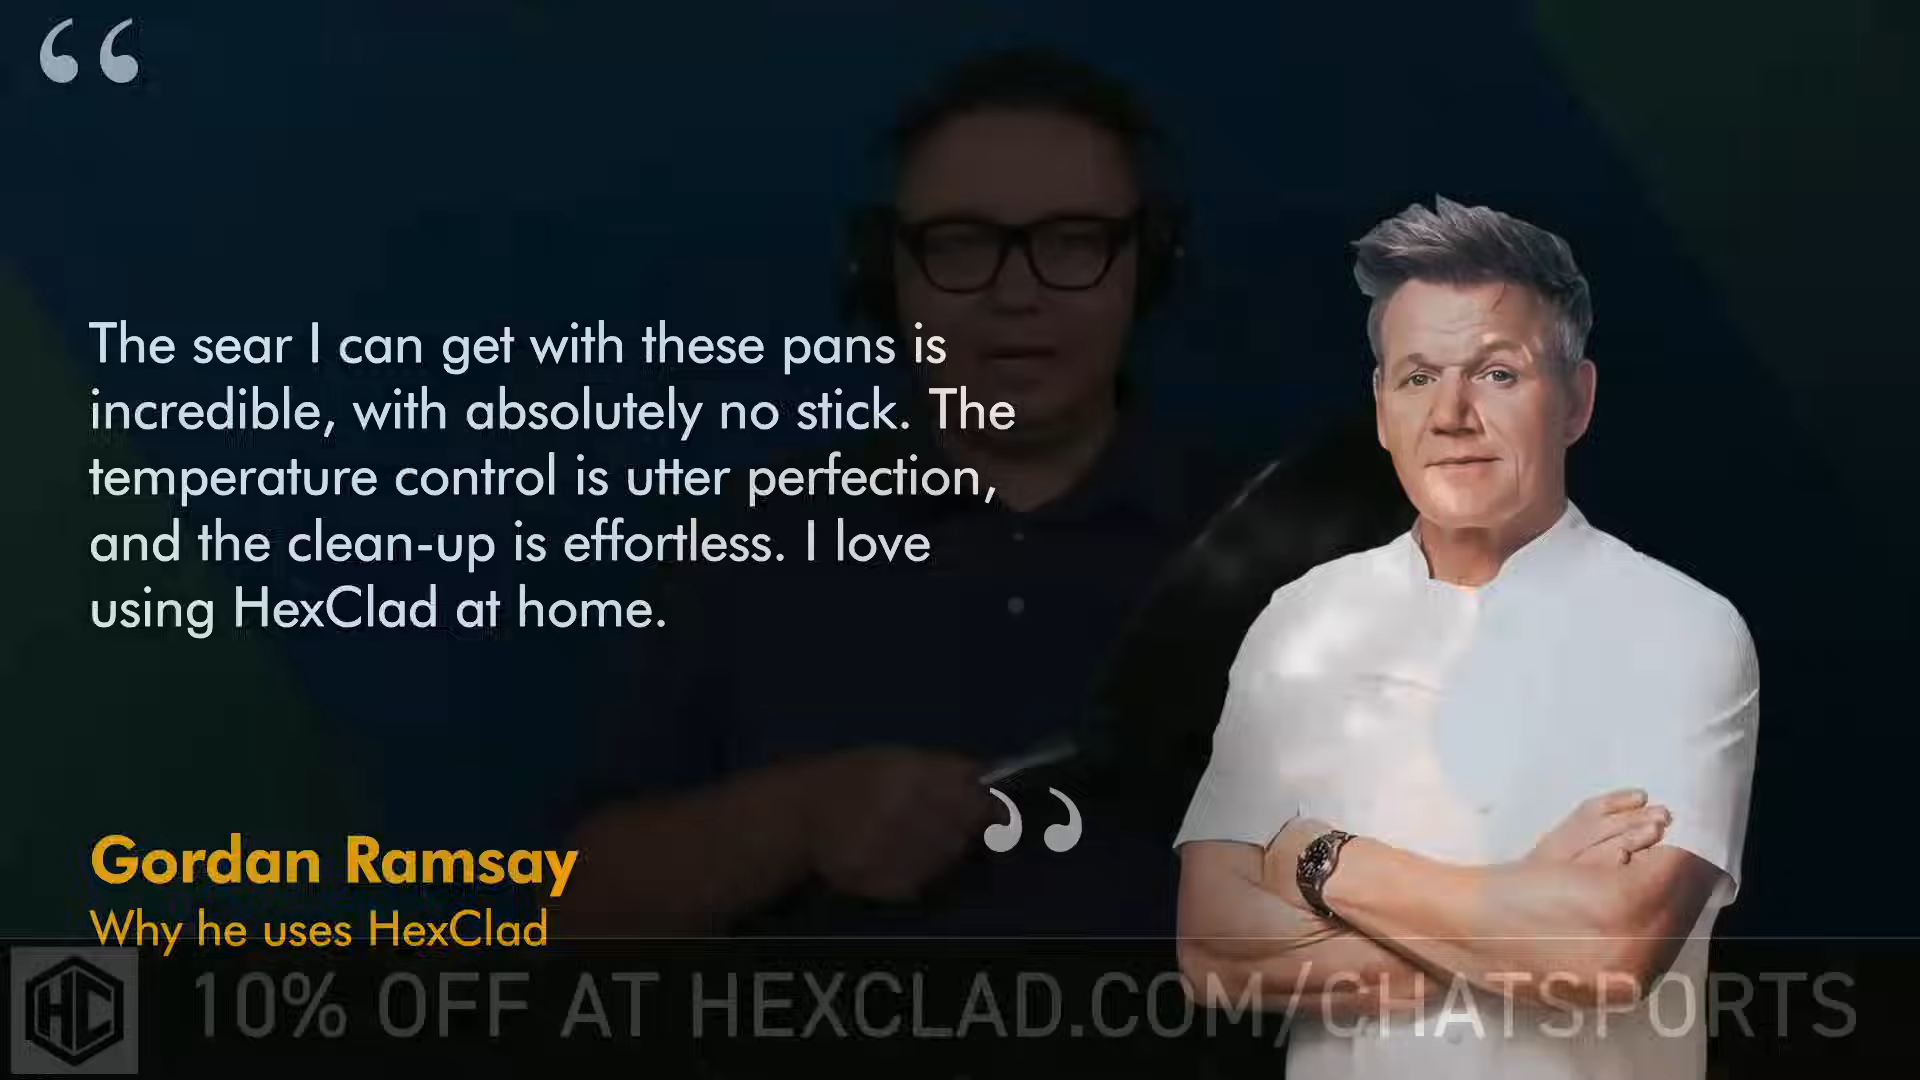 “
The sear I can get with these pans is
incredible, with absolutely no stick. The
temperature control is utter perfection,
and the clean-up is effortless. I love
using HexClad at home.
”
Gordan Ramsay
Why he uses HexClad
HC 10% OFF AT HEXCLAD.COM/CHATSPORTS